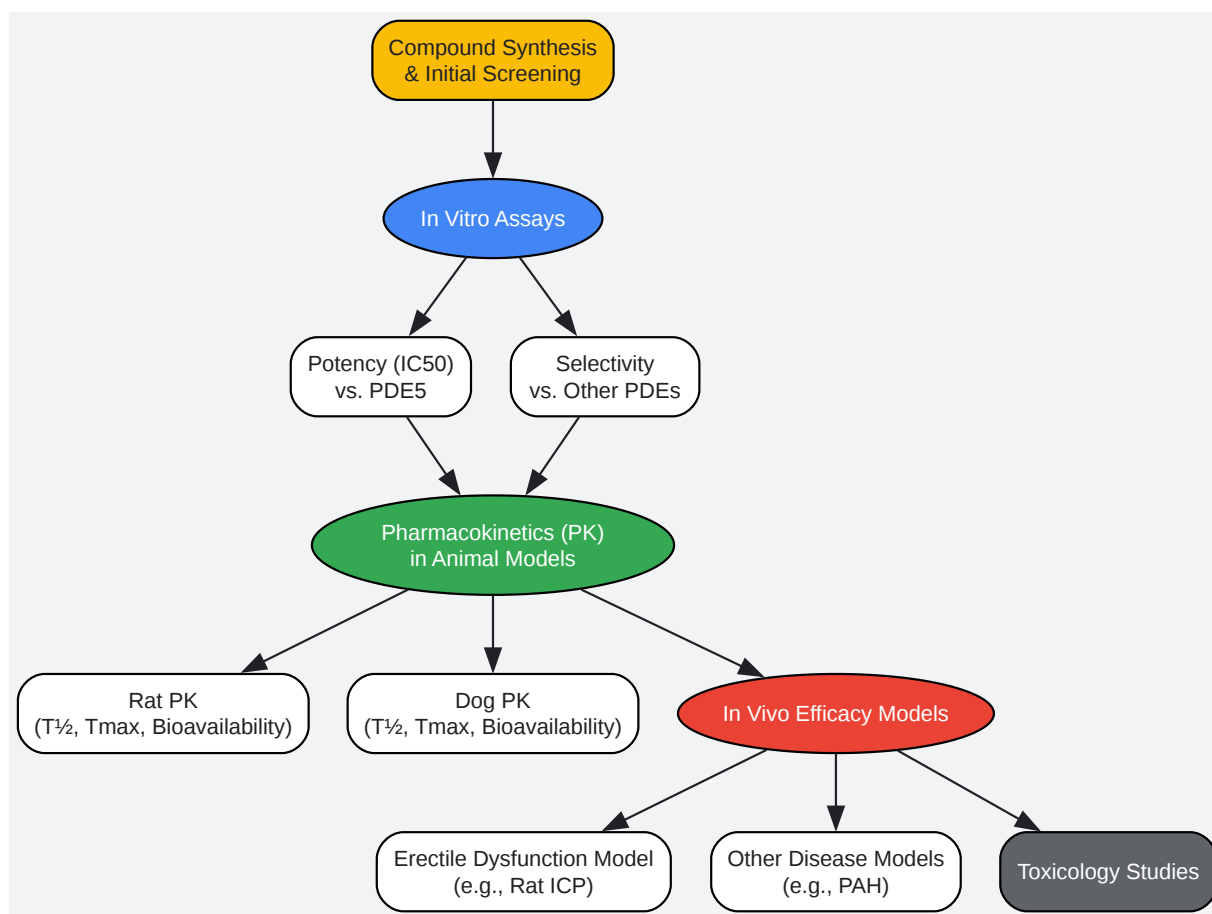 Compound Synthesis
& Initial Screening
In Vitro Assays
Potency (IC50)
vs. PDE5
Selectivity
vs. Other PDEs
Pharmacokinetics (PK)
in Animal Models
Rat PK
(T½, Tmax, Bioavailability)
Dog PK
(T½, Tmax, Bioavailability)
In Vivo Efficacy Models
Erectile Dysfunction Model
(e.g., Rat ICP)
Other Disease Models
(e.g., PAH)
Toxicology Studies